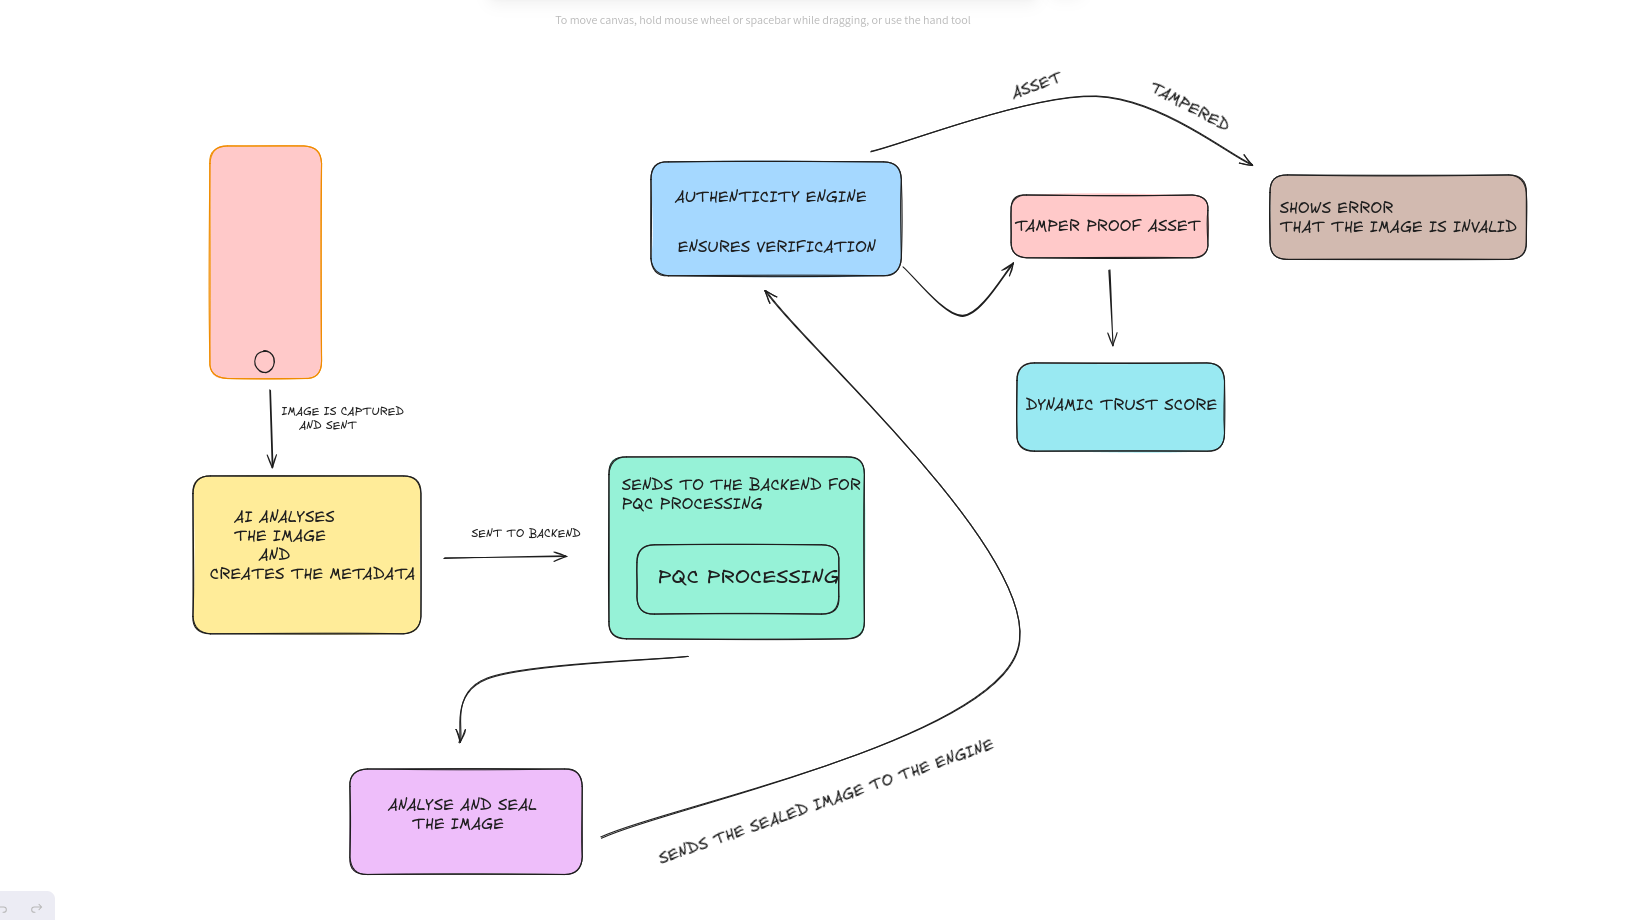 To move canvas, hold mouse wheel or spacebar while dragging, or use the hand tool
ASSET
TAMPERED
AUTHENTICITY ENGINE
ENSURES VERIFICATION
TAMPER PROOF ASSET
SHOWS ERROR
THAT THE IMAGE IS INVALID
DYNAMIC TRUST SCORE
IMAGE IS CAPTURED
AND SENT
AI ANALYSES
THE IMAGE
AND
CREATES THE METADATA
SENT TO BACKEND
SENDS TO THE BACKEND FOR
PQC PROCESSING
PQC PROCESSING
ANALYSE AND SEAL
THE IMAGE
SENDS THE SEALED IMAGE TO THE ENGINE